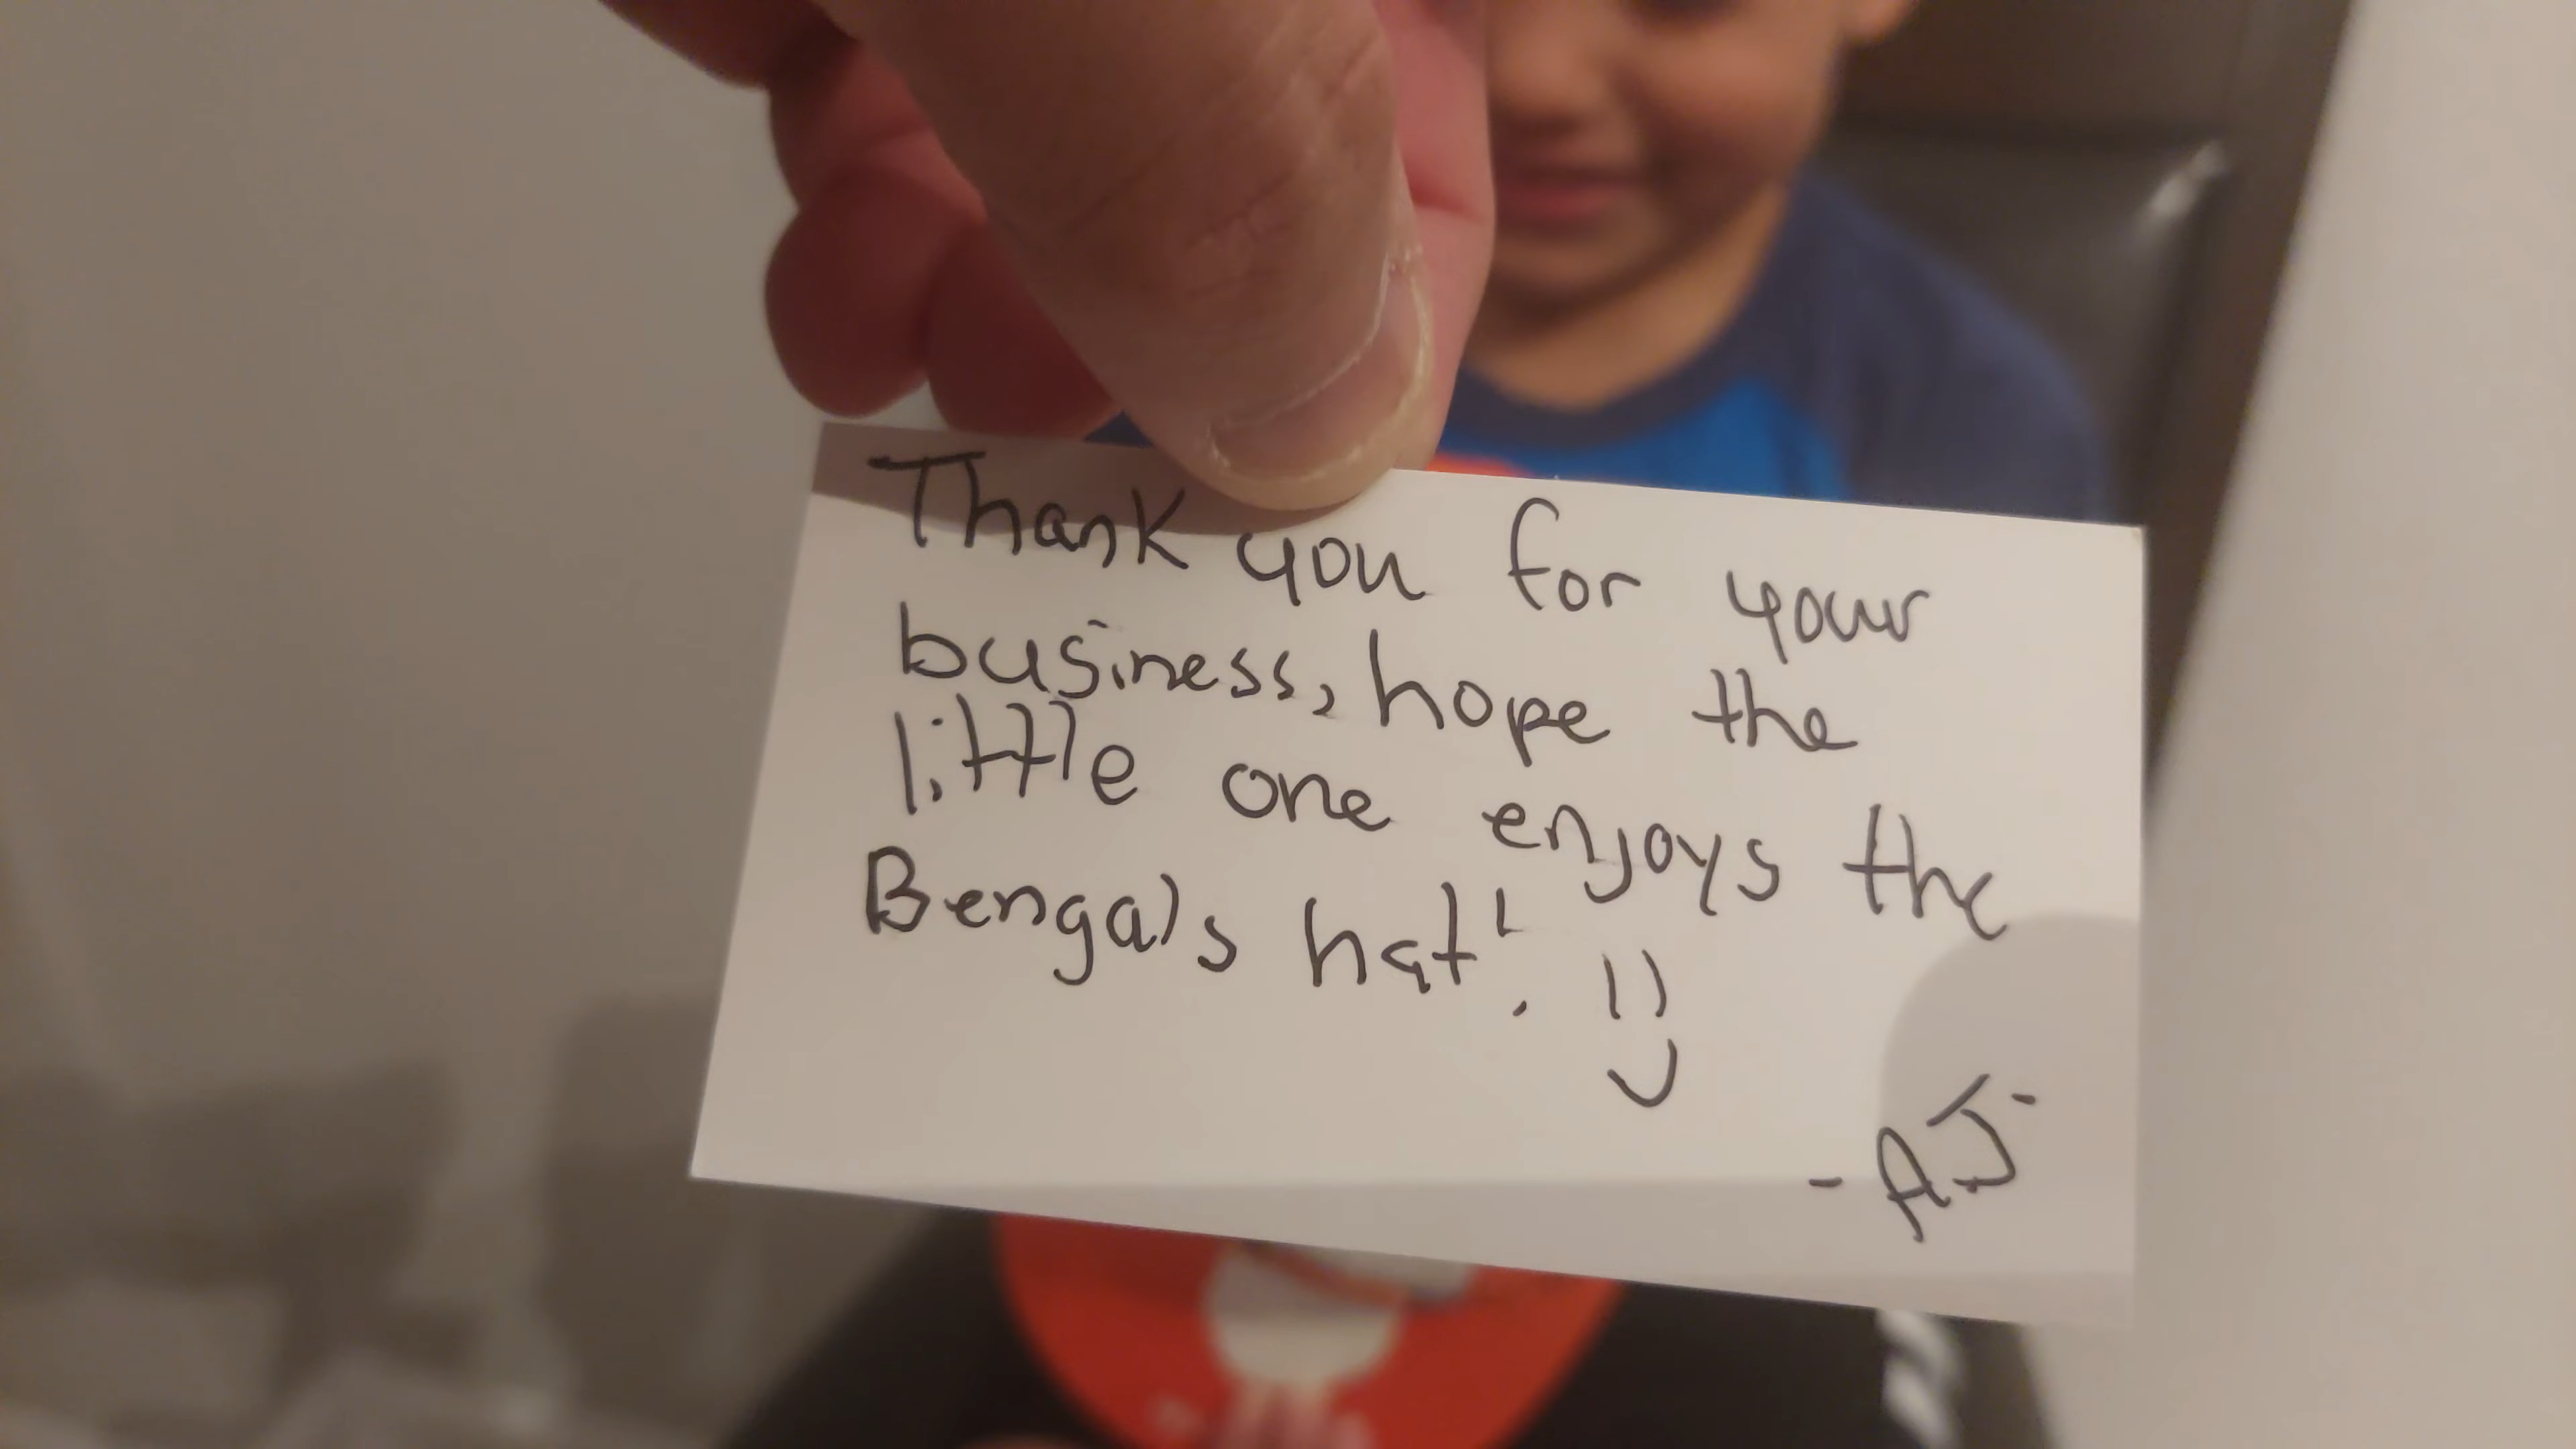 Thank you for your
business, hope the
little one enjoys the
Bengals hat! :)
- AJ